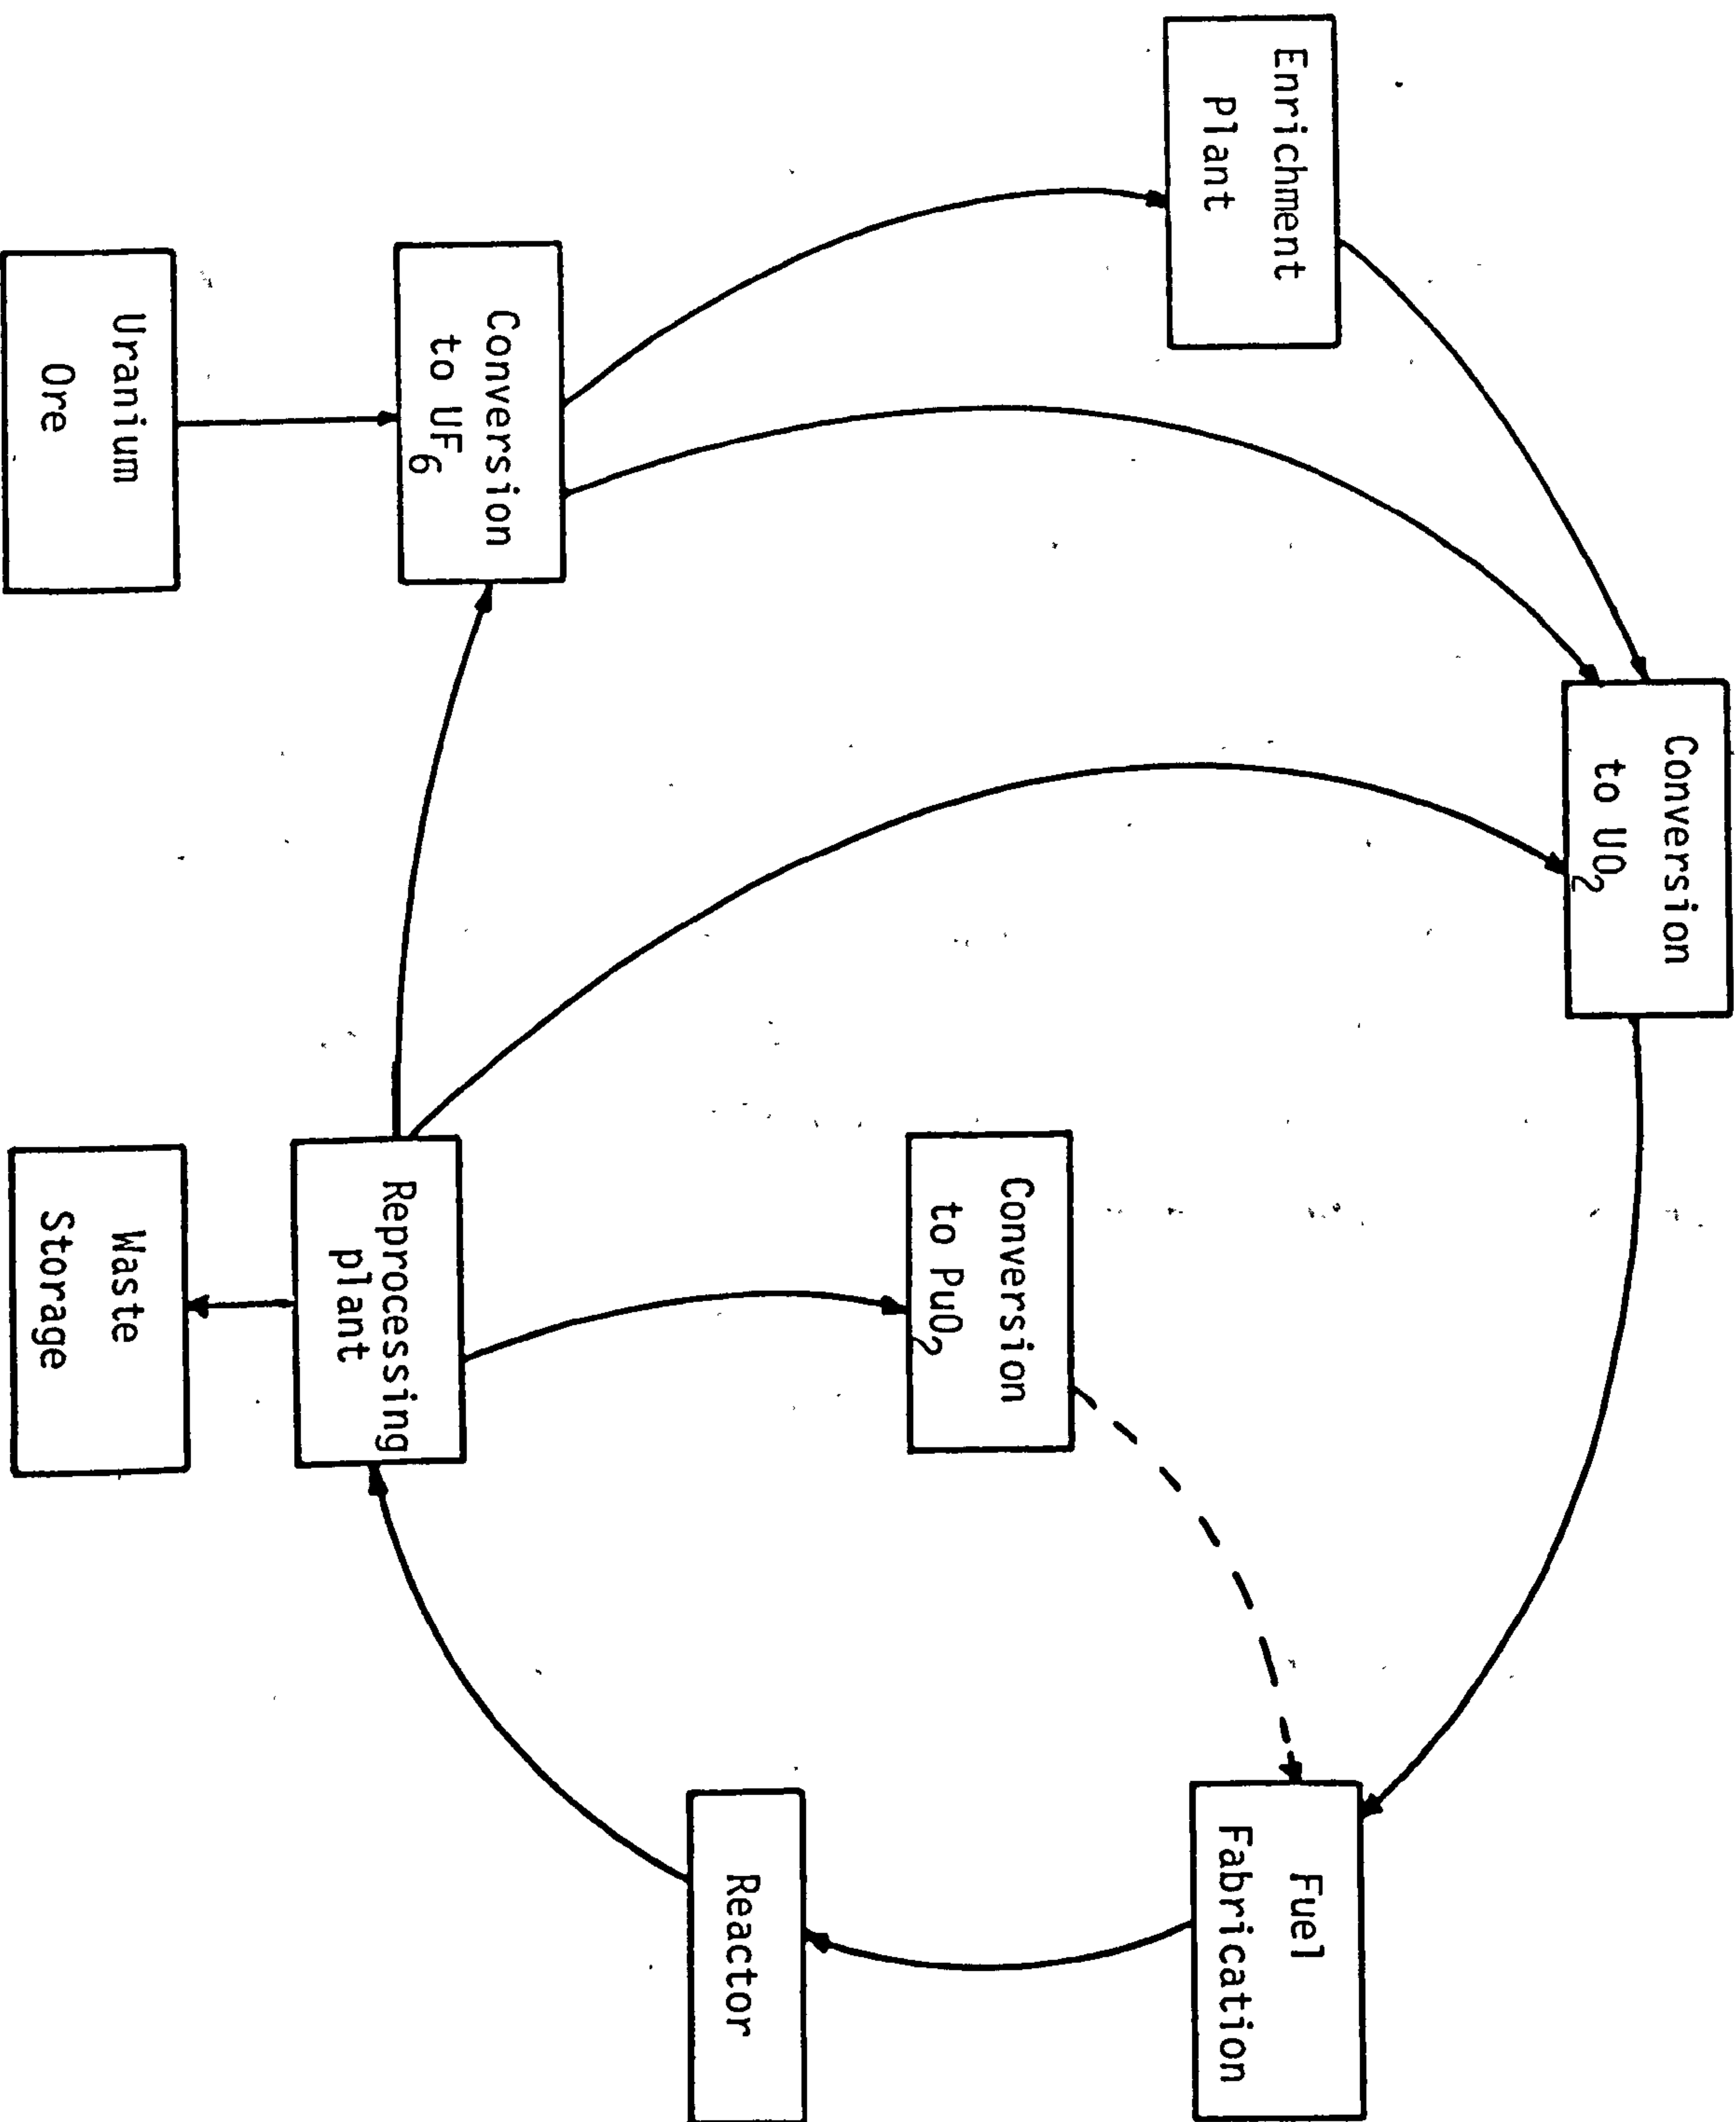 Conversion
to UO2
Enrichment
Plant
Fuel
Fabrication
Conversion
to PuO2
Reactor
Conversion
to UF6
Reprocessing
plant
Uranium
Ore
Waste
Storage